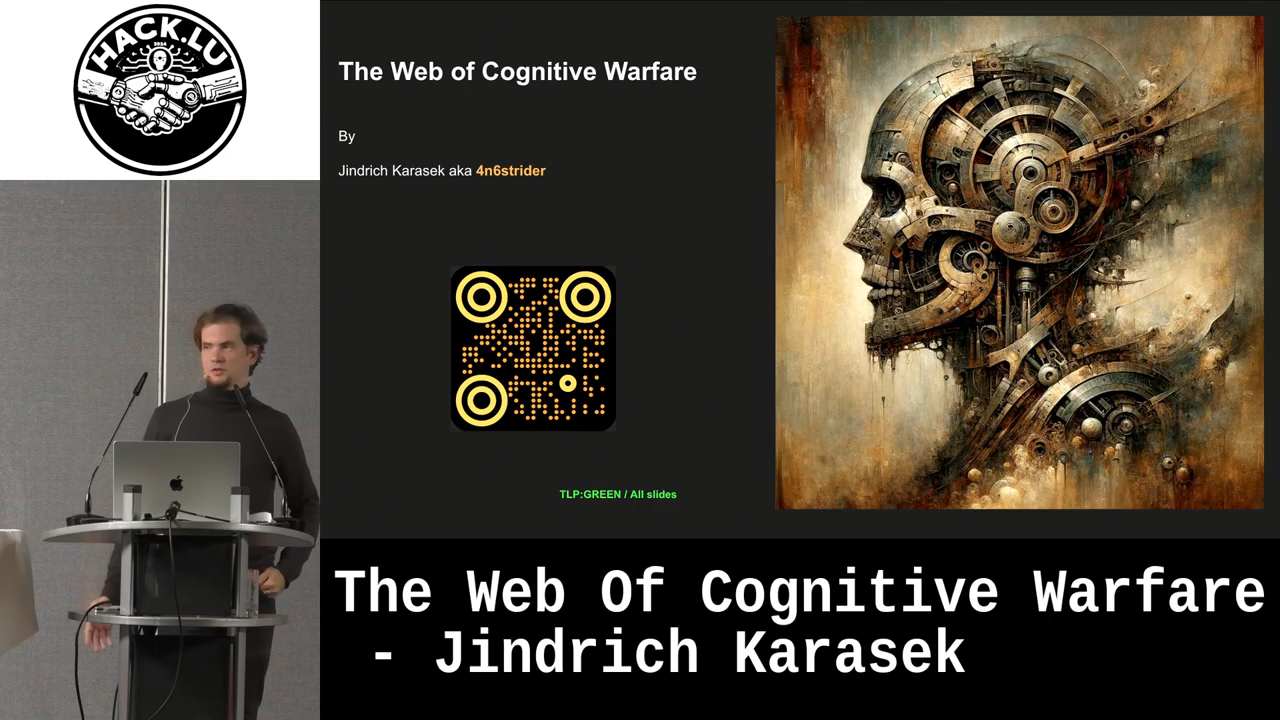 HACK.LU
2024
The Web of Cognitive Warfare
By
Jindrich Karasek aka 4n6strider
TLP:GREEN / All slides
The Web Of Cognitive Warfare
- Jindrich Karasek